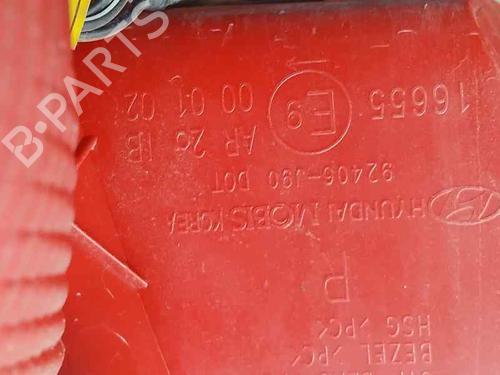 HSG >PC<
BEZEL >PC<
HYUNDAI MOBIS KOREA
92406-J90 DOT
AR 2a IB
16655 E9
00 01 02
B-PARTS